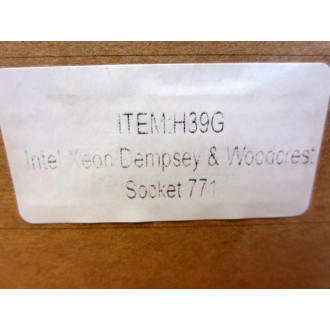 ITEM:H39G
Intel Xeon Dempsey & Woodcrest
Socket 771